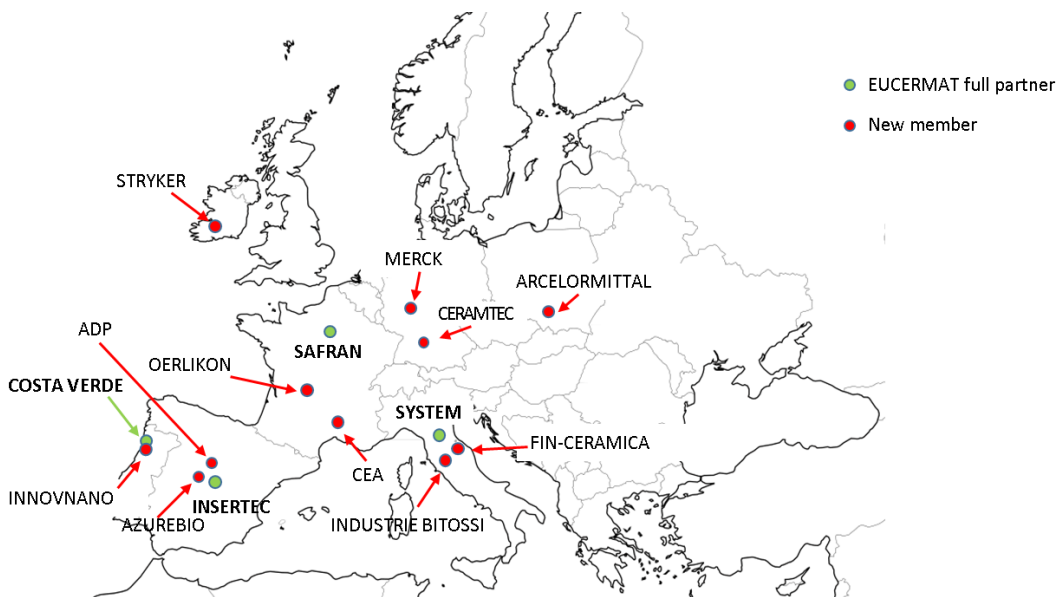 EUCERMAT full partner
New member
STRYKER
MERCK
ARCELORMITTAL
CERAMTEC
ADP
SAFRAN
OERLIKON
COSTA VERDE
SYSTEM
FIN-CERAMICA
CEA
INNOVNANO
INSERTEC
AZUREBIO
INDUSTRIE BITOSSI